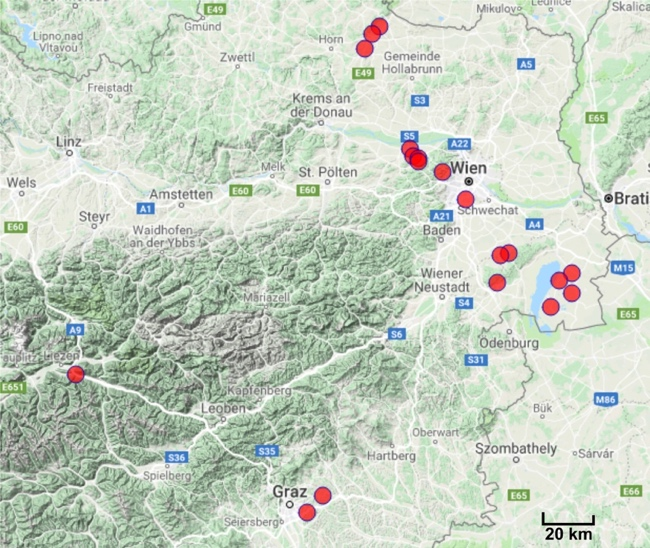 E49
Mikulov
Leunice
Skalica
Lipno nad
Vltavou
Gmünd
Horn
Zwettl
E49
Gemeinde
Hollabrunn
A5
Freistadt
Krems an
der Donau
S3
E65
Linz
S5
A22
Melk
St. Pölten
Wien
Wels
Amstetten
E60
E60
Brati
A1
Steyr
A21
Schwechat
E60
Waidhofen
an der Ybbs
Baden
A4
Wiener
Neustadt
M15
Mariazell
S4
E65
A9
S6
Odenburg
Liezen
S31
E651
Kapfenberg
M86
Leoben
Bük
Oberwart
S36
S35
Hartberg
Szombathely
Sárvár
Spielberg
Graz
E65
E66
Seiersberg
20 km